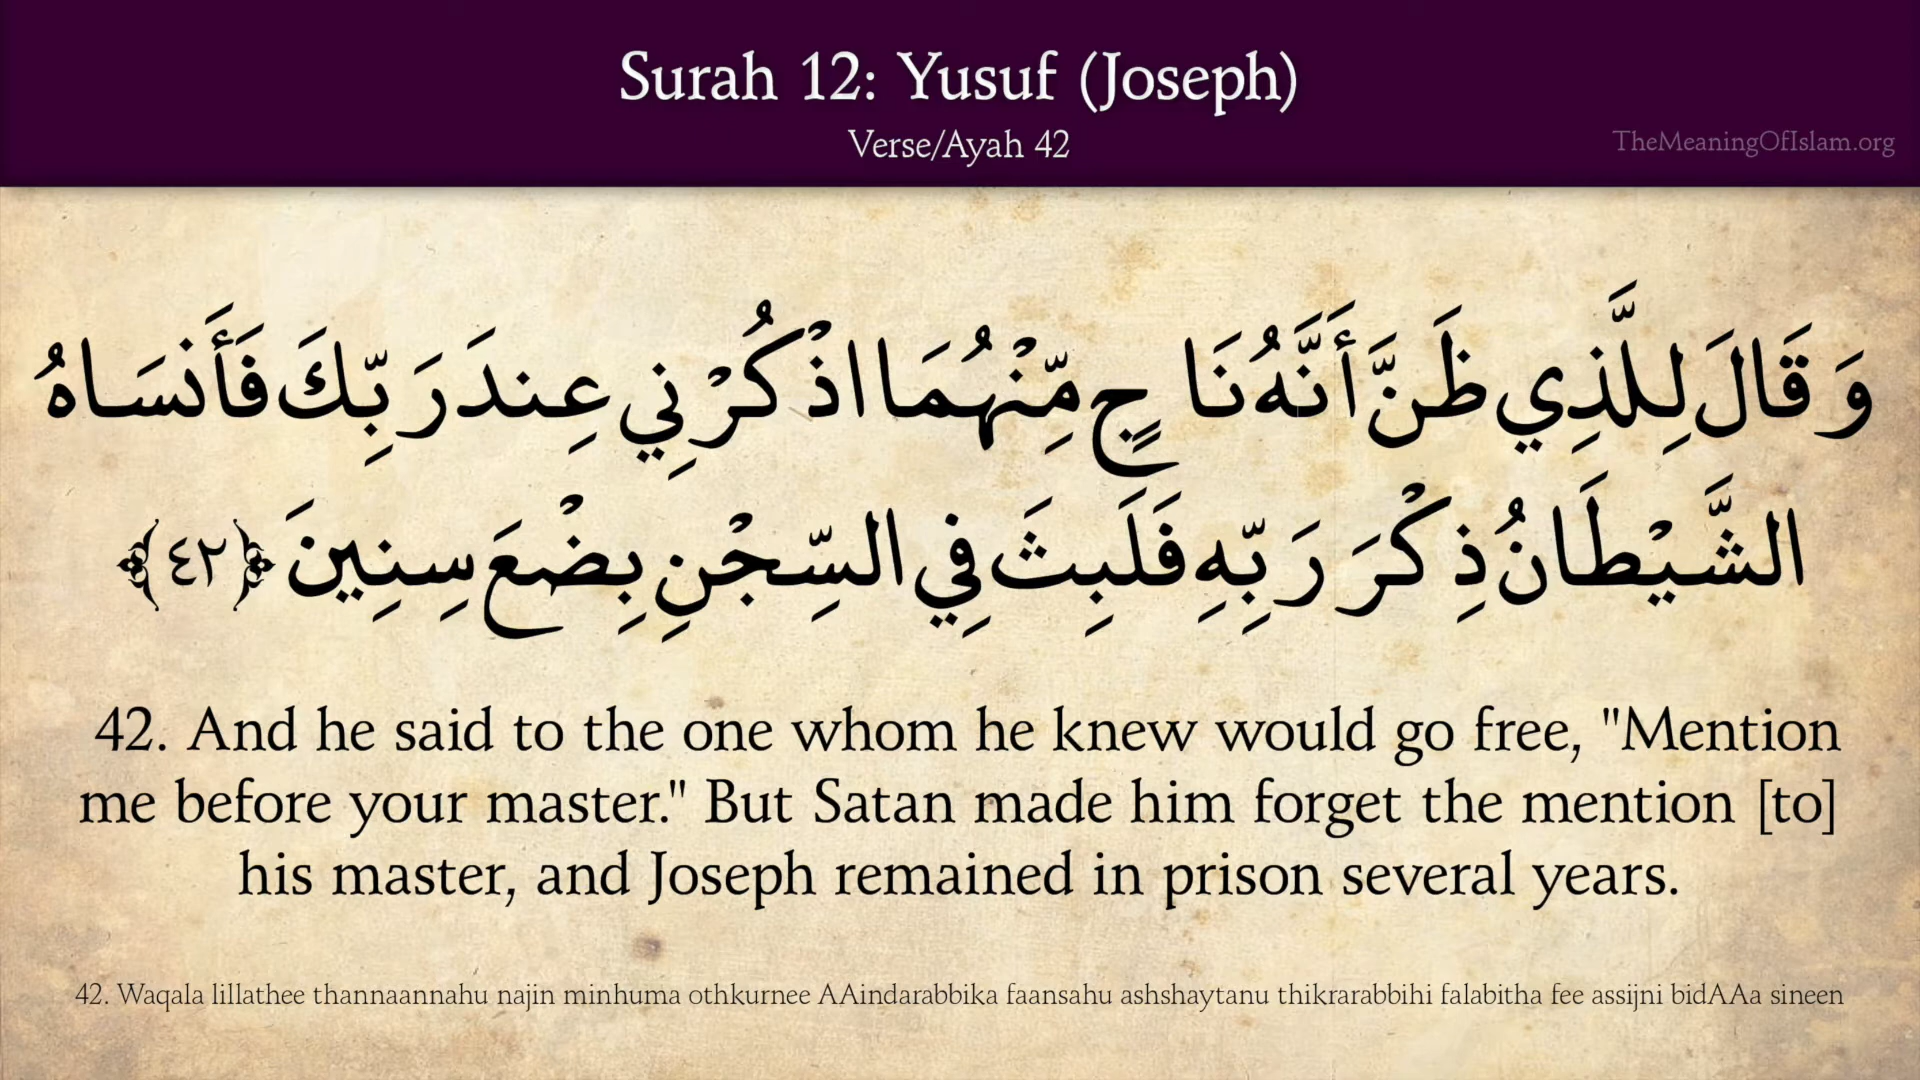 Surah 12: Yusuf (Joseph)
Verse/Ayah 42
TheMeaningOfIslam.org
وَقَالَ لِلَّذِي ظَنَّ أَنَّهُ نَاجٍ مِّنْهُمَا اذْكُرْنِي عِندَ رَبِّكَ فَأَنسَاهُ
الشَّيْطَانُ ذِكْرَ رَبِّهِ فَلَبِثَ فِي السِّجْنِ بِضْعَ سِنِينَ ﴿٤٢﴾
42. And he said to the one whom he knew would go free, "Mention
me before your master." But Satan made him forget the mention [to]
his master, and Joseph remained in prison several years.
42. Waqala lillathee thannaannahu najin minhuma othkurnee AAindarabbika faansahu ashshaytanu thikrarabbihi falabitha fee assijni bidAAa sineen